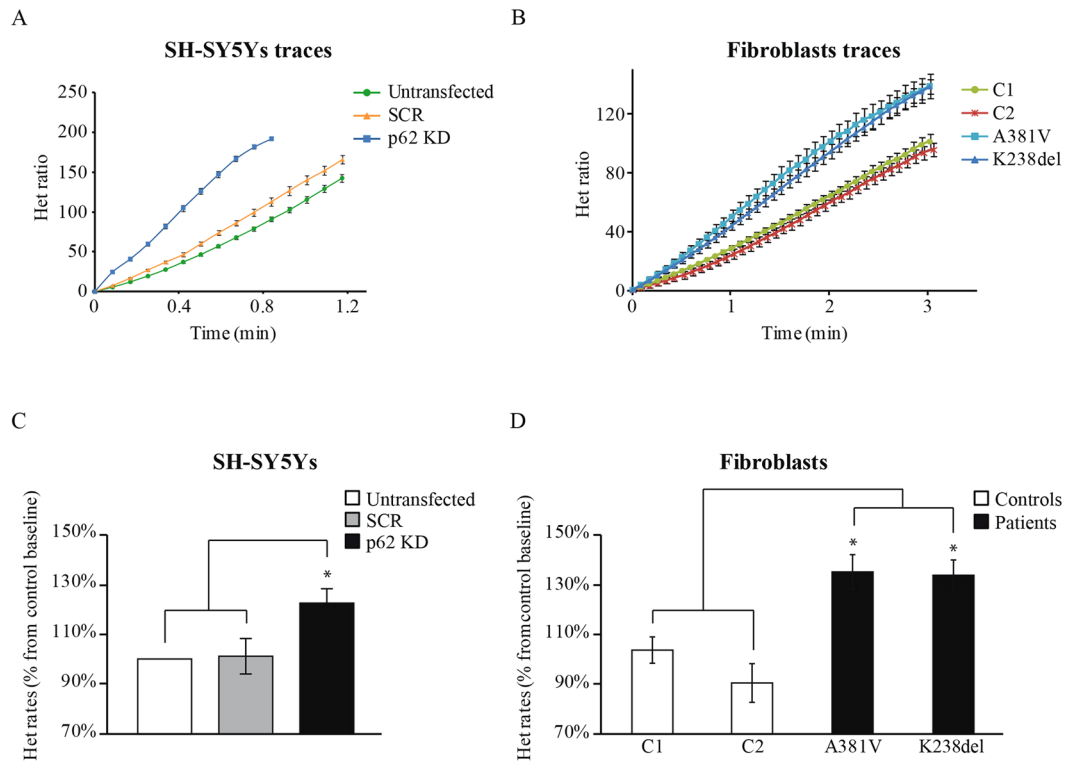 A
SH-SY5Ys traces
Untransfected
SCR
p62 KD
Het ratio
250
200
150
100
50
0
0 0.4 0.8 1.2
Time (min)
B
Fibroblasts traces
C1
C2
A381V
K238del
Het ratio
120
80
40
0
0 1 2 3
Time (min)
C
SH-SY5Ys
Untransfected
SCR
p62 KD
Het rates (% from control baseline)
150%
130%
110%
90%
70%
*
D
Fibroblasts
Controls
Patients
Het rates (% from control baseline)
150%
130%
110%
90%
70%
* *
C1 C2 A381V K238del